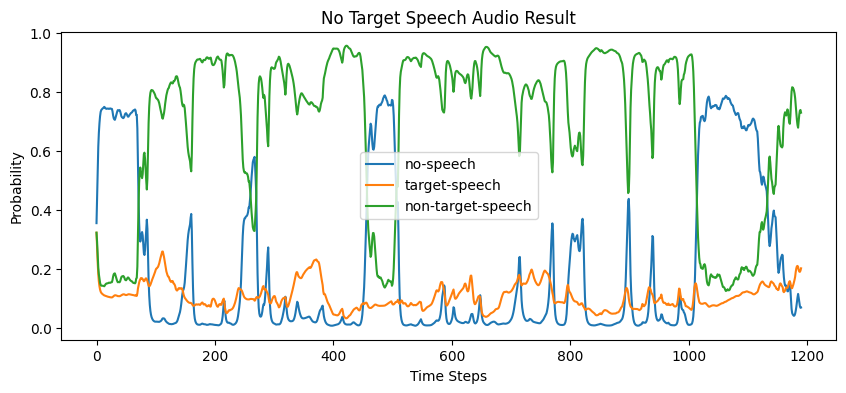 No Target Speech Audio Result
1.0
0.8
0.6
0.4
0.2
0.0
Probability
no-speech
target-speech
non-target-speech
0 200 400 600 800 1000 1200
Time Steps